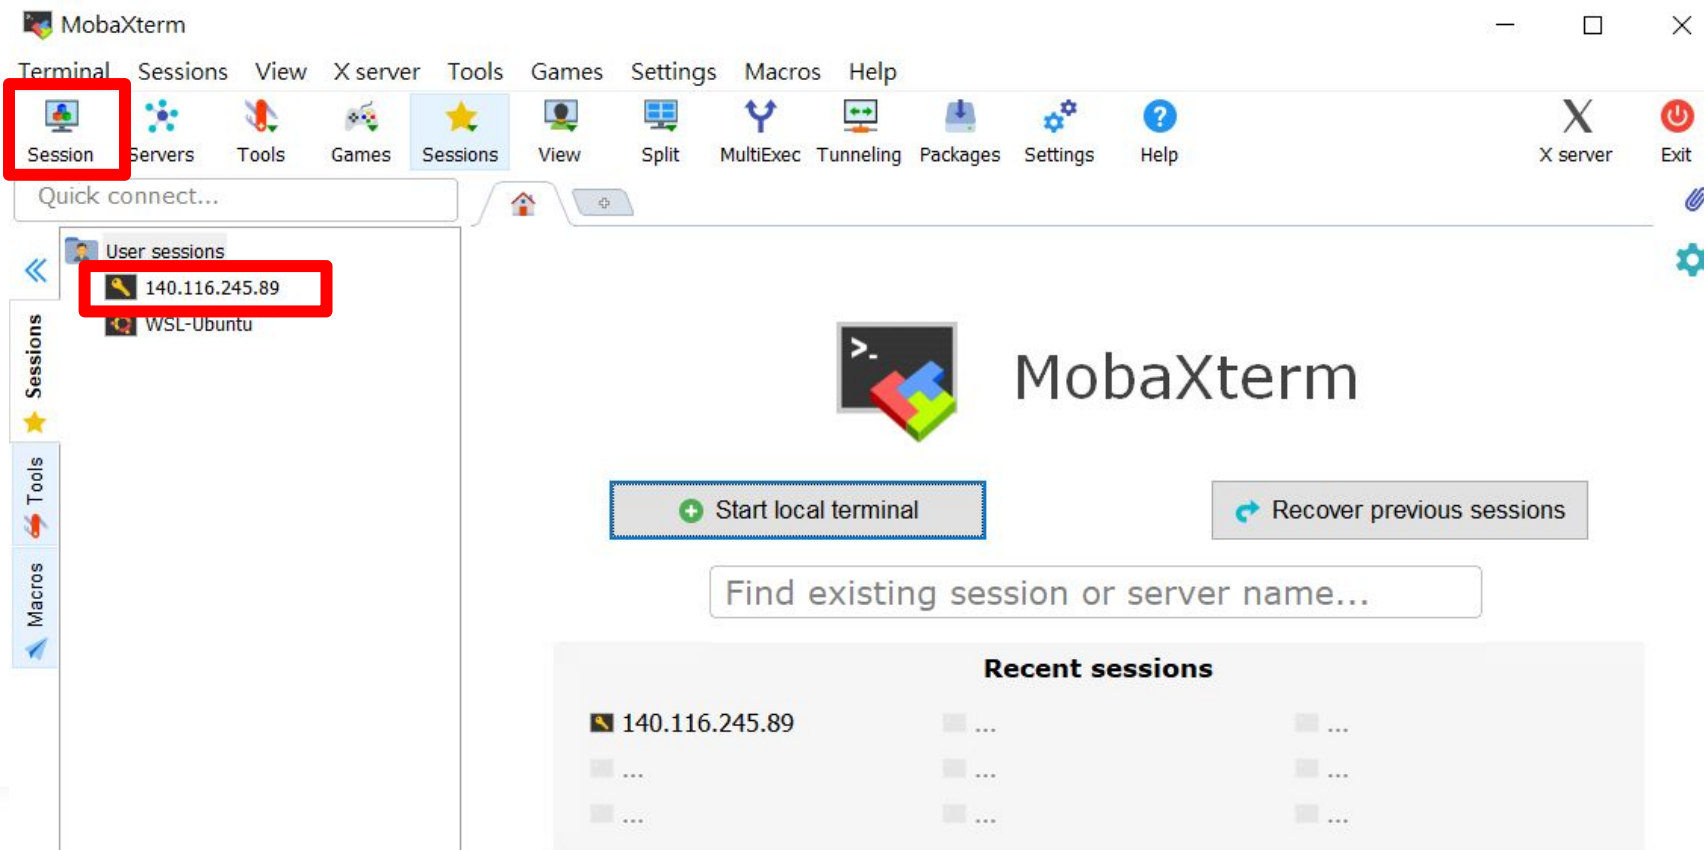 MobaXterm
Terminal Sessions View X server Tools Games Settings Macros Help
Session Servers Tools Games Sessions View Split MultiExec Tunneling Packages Settings Help X server Exit
Quick connect...
User sessions
140.116.245.89
WSL-Ubuntu
Sessions
Tools
Macros
MobaXterm
Start local terminal
Recover previous sessions
Find existing session or server name...
Recent sessions
140.116.245.89 ... ...
... ... ...
... ... ...